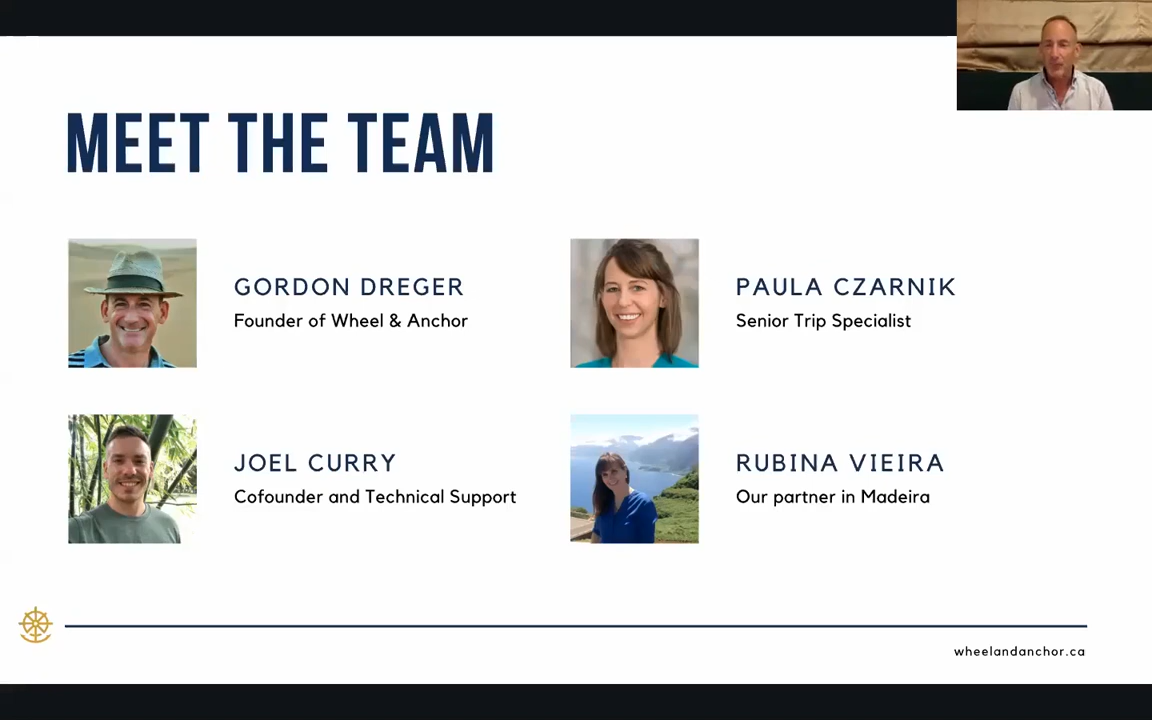 MEET THE TEAM
GORDON DREGER
Founder of Wheel & Anchor
PAULA CZARNIK
Senior Trip Specialist
JOEL CURRY
Cofounder and Technical Support
RUBINA VIEIRA
Our partner in Madeira
wheelandanchor.ca